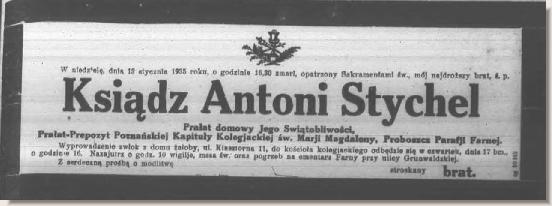 W niedzielę, dnia 13 stycznia 1935 roku, o godzinie 16,30 zmarł, opatrzony Sakramentami św., mój najdroższy brat, ś. p.
Ksiądz Antoni Stychel
Prałat domowy Jego Świątobliwości,
Prałat-Prepozyt Poznańskiej Kapituły Kolegjackiej św. Marji Magdaleny, Proboszcz Parafji Farnej.
Wyprowadzenie zwłok z domu żałoby, ul. Klasztorna 11, do kościoła kolegjackiego odbędzie się w czwartek, dnia 17 bm.,
o godzinie 16. Nazajutrz o godz. 10 wigilje, msza św. oraz pogrzeb na cmentarz Farny przy ulicy Grunwaldzkiej.
Z serdeczną prośbą o modlitwę
stroskany brat.